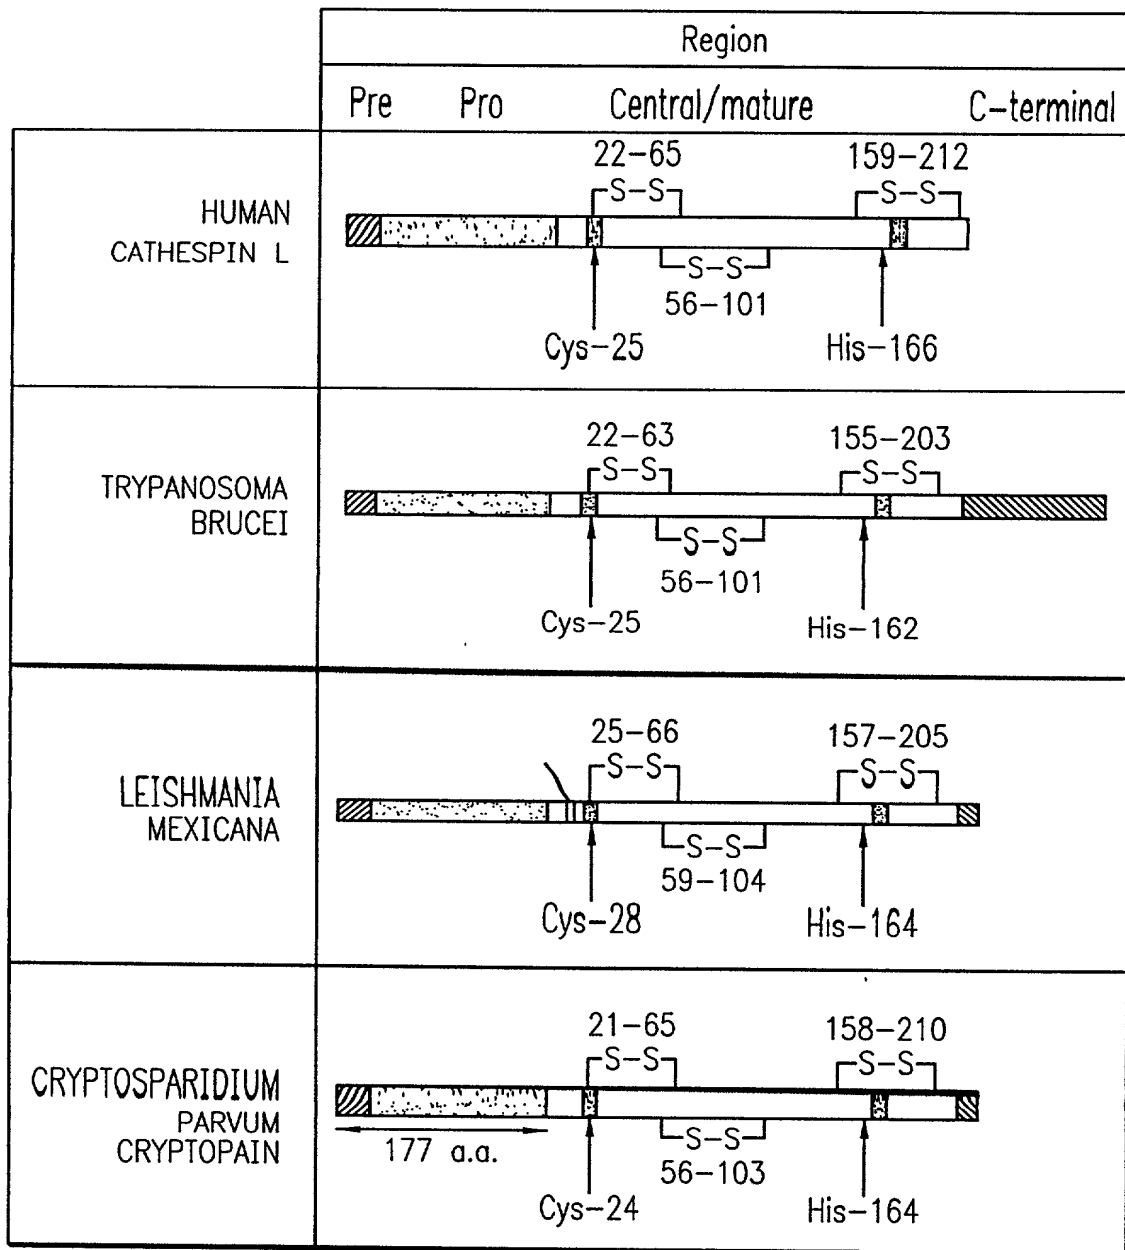 Region
Pre Pro Central/mature C-terminal
HUMAN
CATHESPIN L
22-65
S-S
159-212
S-S
S-S
56-101
Cys-25
His-166
TRYPANOSOMA
BRUCEI
22-63
S-S
155-203
S-S
S-S
56-101
Cys-25
His-162
LEISHMANIA
MEXICANA
25-66
S-S
157-205
S-S
S-S
59-104
Cys-28
His-164
CRYPTOSPARIDIUM
PARVUM
CRYPTOPAIN
21-65
S-S
158-210
S-S
177 a.a.
S-S
56-103
Cys-24
His-164